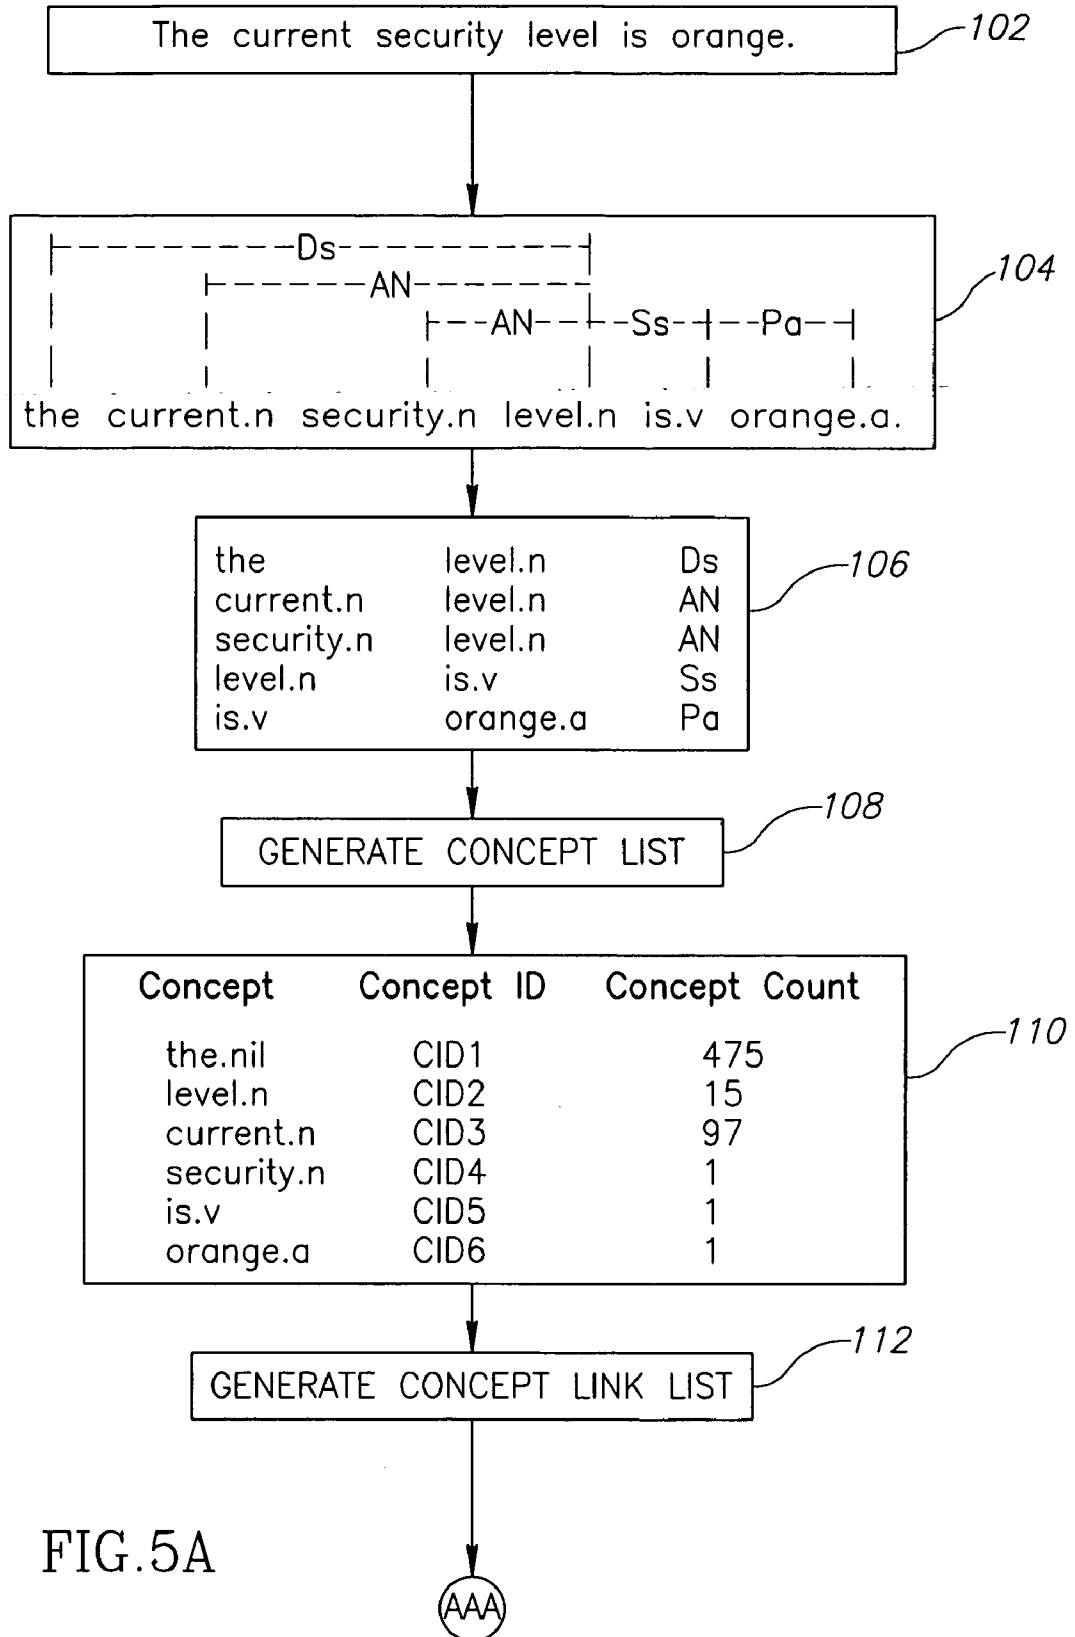 The current security level is orange.
102
Ds
AN
104
AN Ss Pa
the current.n security.n level.n is.v orange.a.
the level.n Ds
106
current.n level.n AN
security.n level.n AN
level.n is.v Ss
is.v orange.a Pa
108
GENERATE CONCEPT LIST
Concept Concept ID Concept Count
110
the.nil CID1 475
level.n CID2 15
current.n CID3 97
security.n CID4 1
is.v CID5 1
orange.a CID6 1
112
GENERATE CONCEPT LINK LIST
FIG.5A
AAA